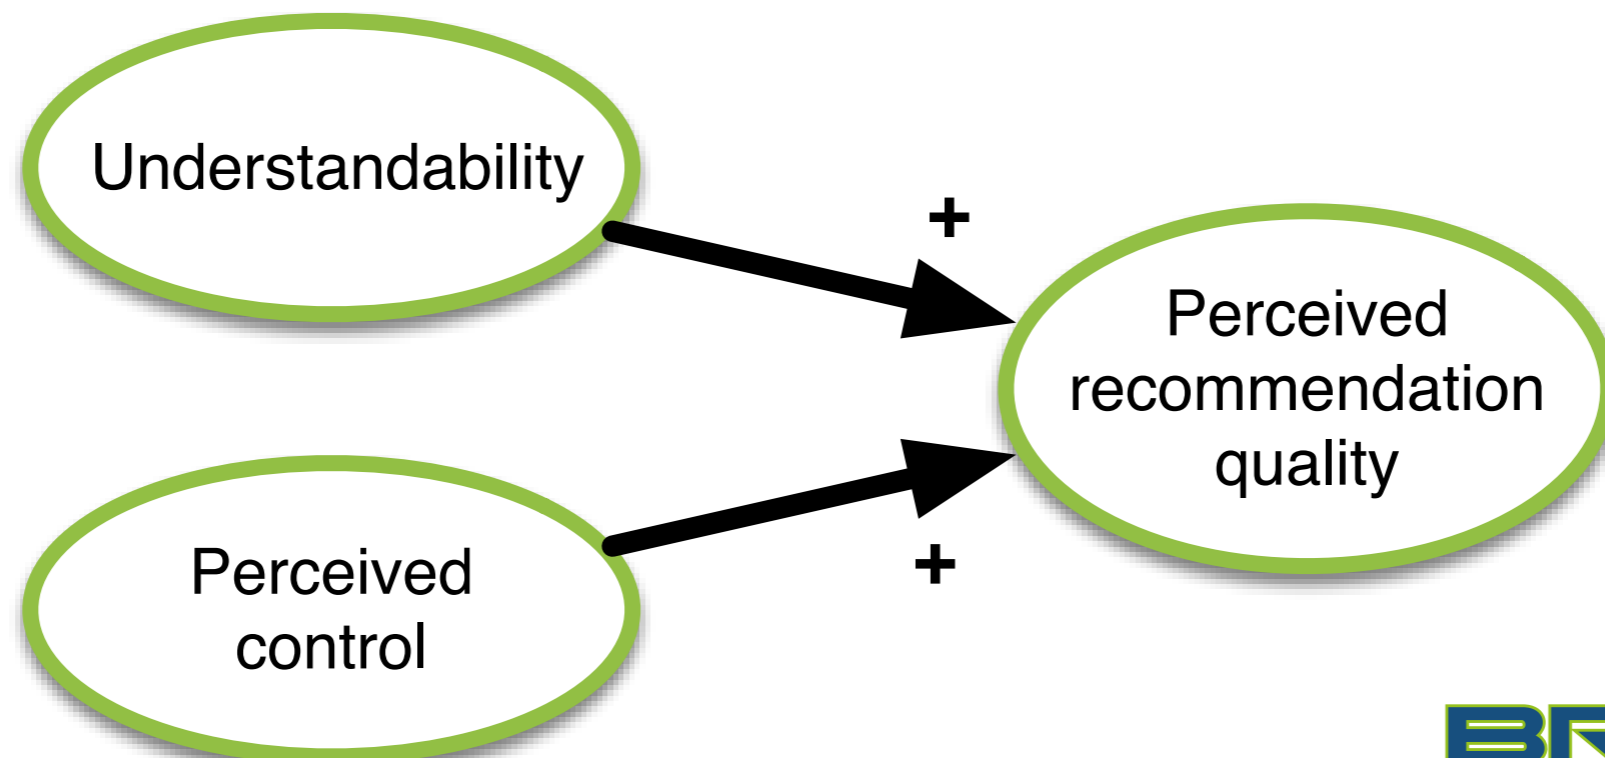 Understandability
+
Perceived
recommendation
quality
Perceived
control
+